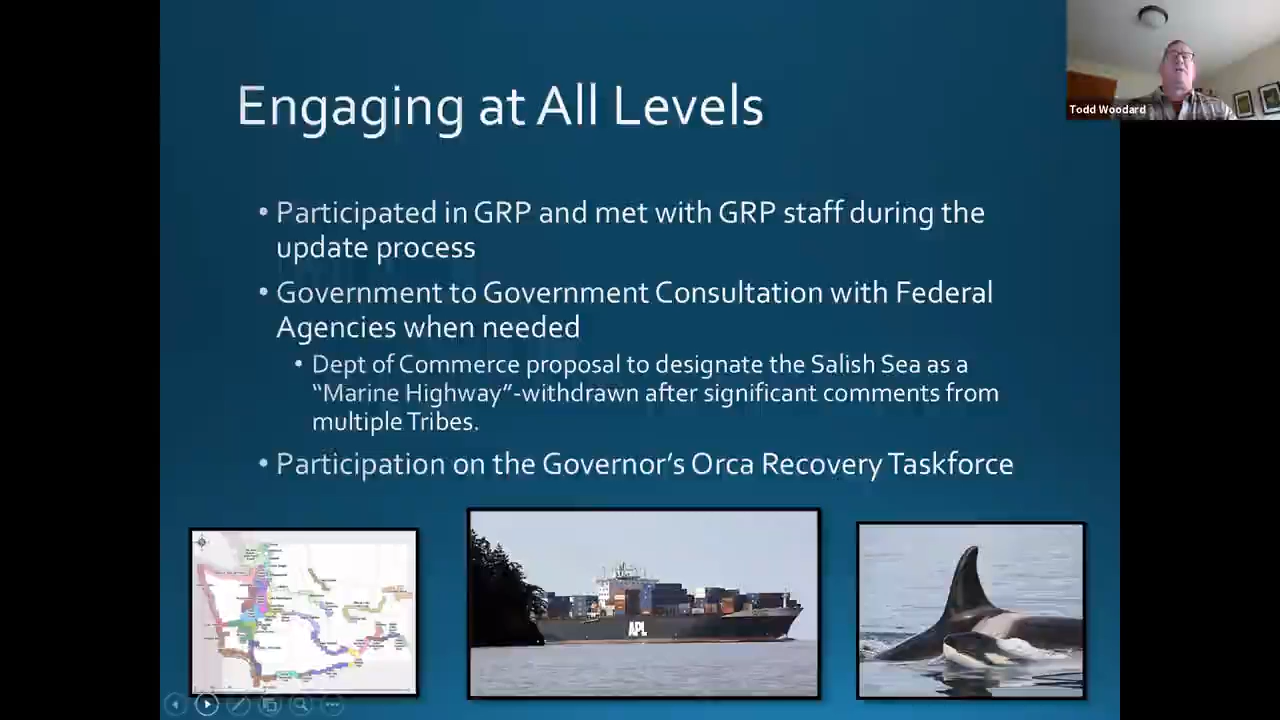 Engaging at All Levels
Todd Woodard
• Participated in GRP and met with GRP staff during the
update process
• Government to Government Consultation with Federal
Agencies when needed
• Dept of Commerce proposal to designate the Salish Sea as a
“Marine Highway”-withdrawn after significant comments from
multiple Tribes.
• Participation on the Governor’s Orca Recovery Taskforce
APL